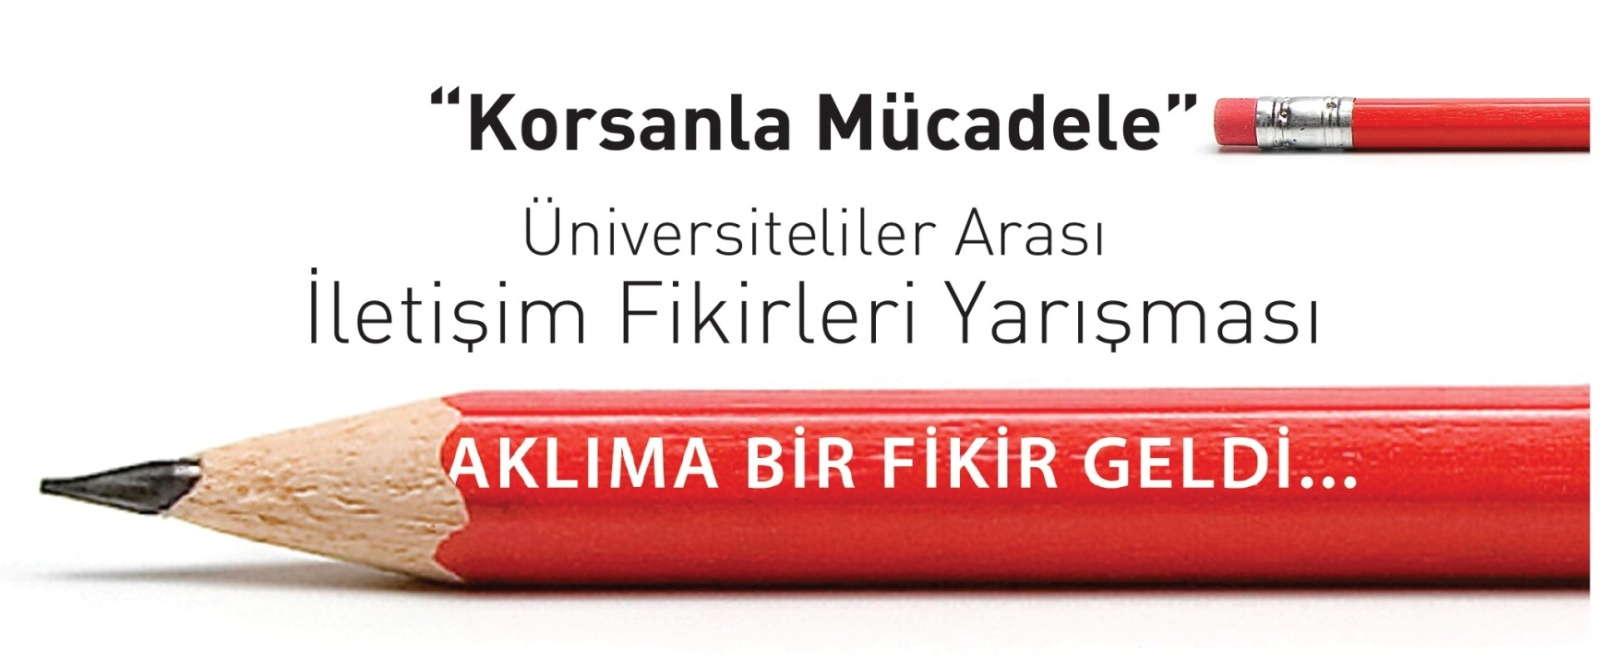 “Korsanla Mücadele”
Üniversiteliler Arası
İletişim Fikirleri Yarışması
AKLIMA BİR FİKİR GELDİ...